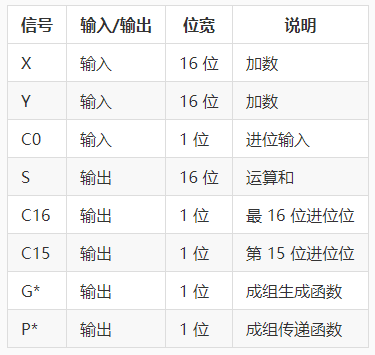 信号 输入/输出 位宽 说明
X 输入 16 位 加数
Y 输入 16 位 加数
C0 输入 1 位 进位输入
S 输出 16 位 运算和
C16 输出 1 位 最 16 位进位位
C15 输出 1 位 第 15 位进位位
G* 输出 1 位 成组生成函数
P* 输出 1 位 成组传递函数